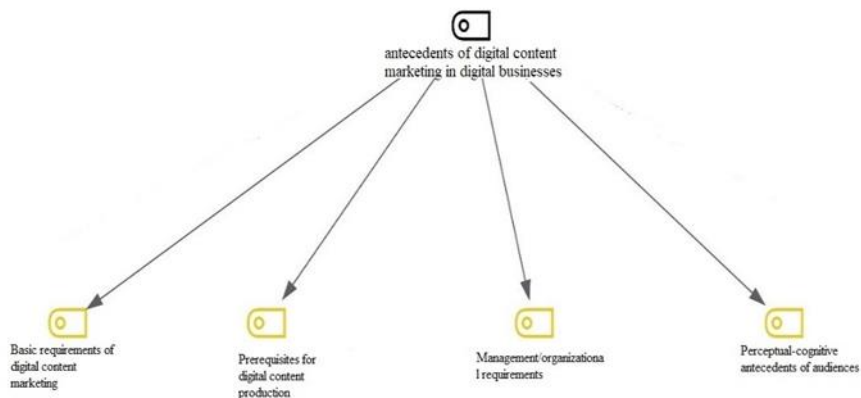 antecedents of digital content
marketing in digital businesses
Basic requirements of
digital content
marketing
Prerequisites for
digital content
production
Management/organizationa
l requirements
Perceptual-cognitive
antecedents of audiences